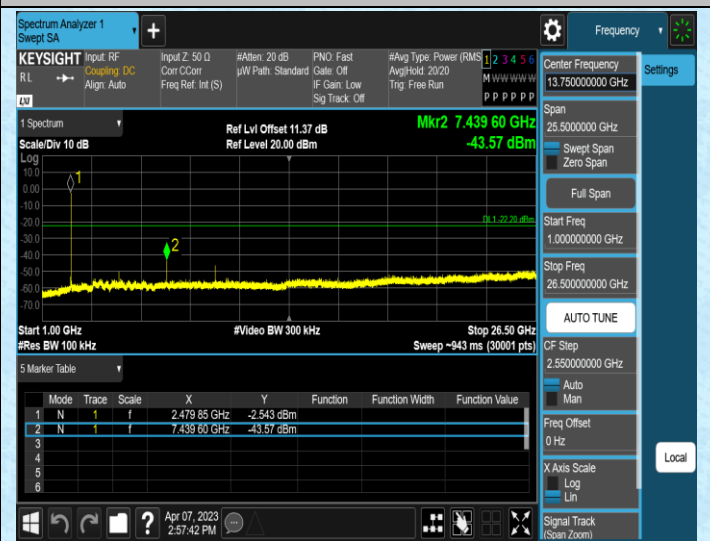 Spectrum Analyzer 1
Swept SA
+
Frequency
KEYSIGHT
RL
LXI
Input: RF
Coupling: DC
Align: Auto
Input Z: 50 Ω
Corr CCorr
Freq Ref: Int (S)
#Atten: 20 dB
µW Path: Standard
PNO: Fast
Gate: Off
IF Gain: Low
Sig Track: Off
#Avg Type: Power (RMS
Avg|Hold: 20/20
Trig: Free Run
1 2 3 4 5 6
M W W W W W
P P P P P P
1 Spectrum
Scale/Div 10 dB
Ref Lvl Offset 11.37 dB
Ref Level 20.00 dBm
Mkr2 7.439 60 GHz
-43.57 dBm
Log
10.0
0.00
-10.0
-20.0
-30.0
-40.0
-50.0
-60.0
-70.0
1
2
DL1 -22.20 dBm
Start 1.00 GHz
#Res BW 100 kHz
#Video BW 300 kHz
Stop 26.50 GHz
Sweep ~943 ms (30001 pts)
5 Marker Table
Mode Trace Scale X Y Function Function Width Function Value
1 N 1 f 2.479 85 GHz -2.543 dBm
2 N 1 f 7.439 60 GHz -43.57 dBm
3
4
5
6
Apr 07, 2023
2:57:42 PM
Center Frequency
13.750000000 GHz
Settings
Span
25.5000000 GHz
Swept Span
Zero Span
Full Span
Start Freq
1.000000000 GHz
Stop Freq
26.500000000 GHz
AUTO TUNE
CF Step
2.550000000 GHz
Auto
Man
Freq Offset
0 Hz
Local
X Axis Scale
Log
Lin
Signal Track
(Span Zoom)